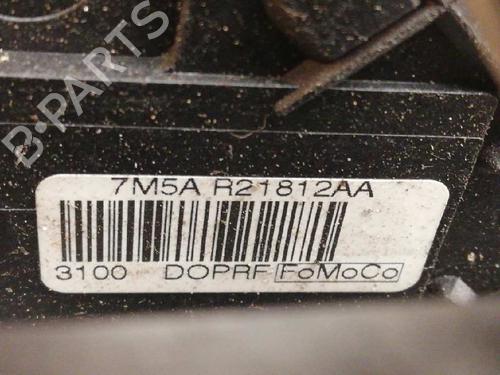 B-PARTS
7M5A R21812AA
3100 DOPRF FoMoCo